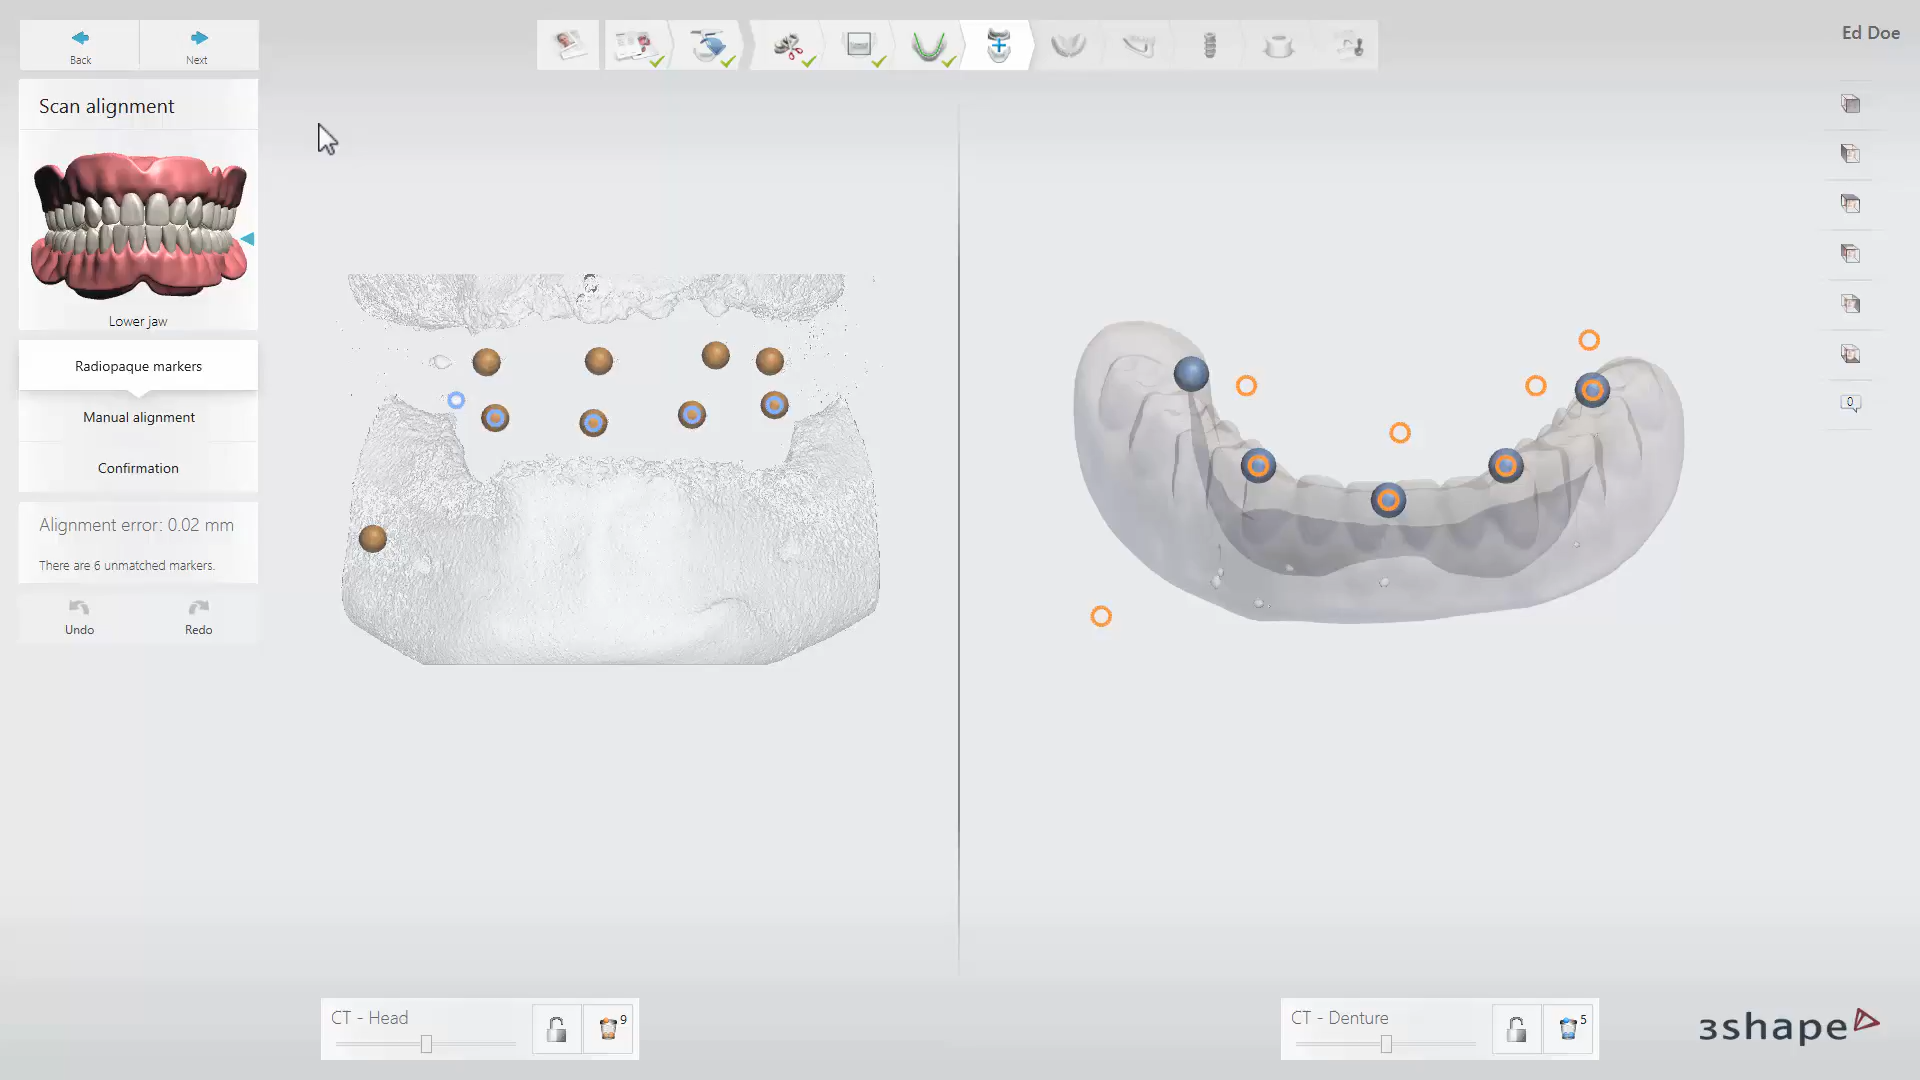 Back
Next
Ed Doe
Scan alignment
Lower jaw
Radiopaque markers
Manual alignment
Confirmation
Alignment error: 0.02 mm
There are 6 unmatched markers.
Undo
Redo
0
CT - Head
9
CT - Denture
5
3shape